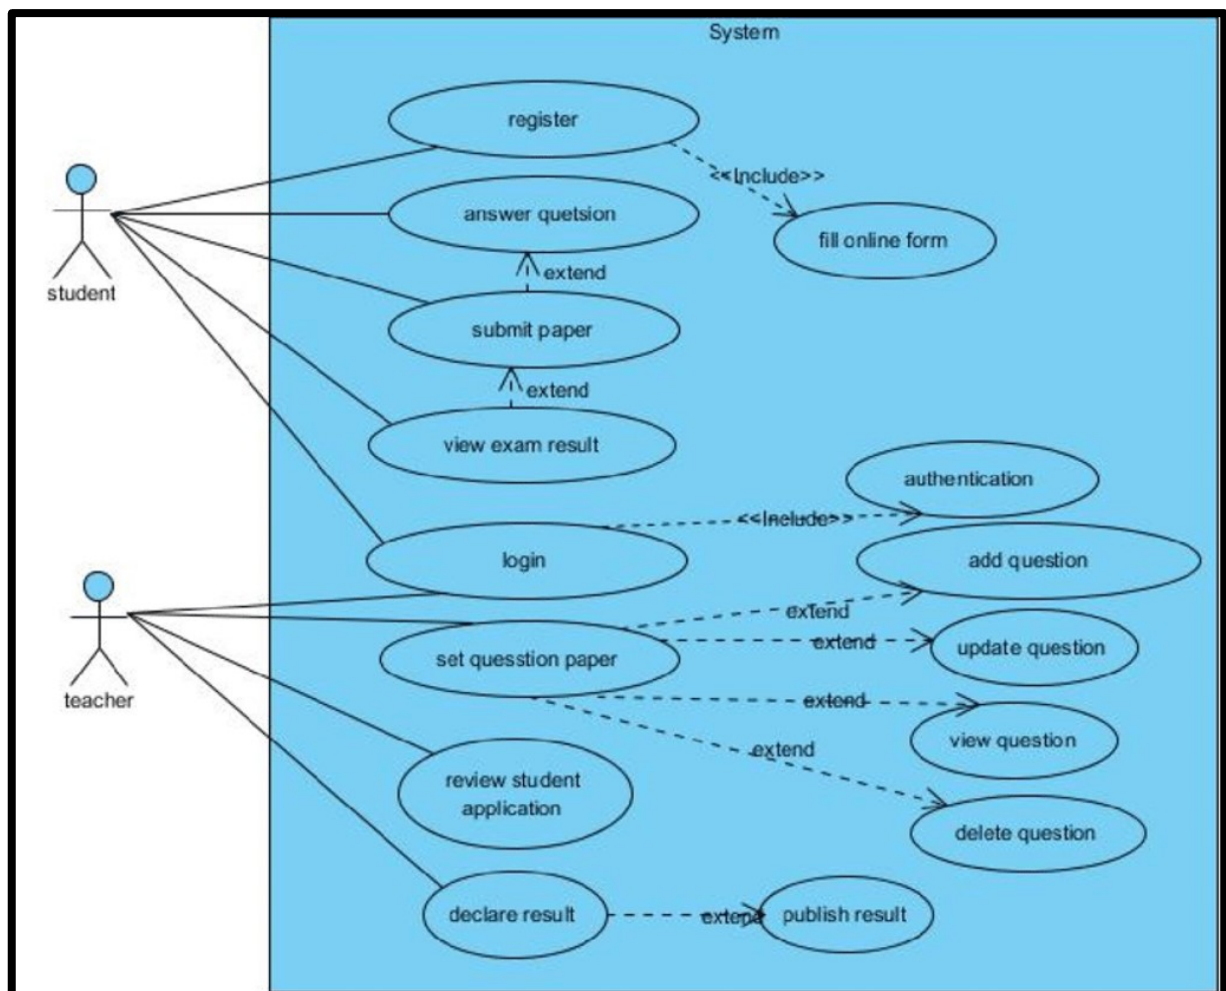 System
register
<<Include>>
answer quetsion
fill online form
extend
student
submit paper
extend
view exam result
authentication
<<Include>>
login
add question
extend
extend
update question
set quesstion paper
teacher
extend
view question
extend
review student
application
delete question
declare result
extend
publish result